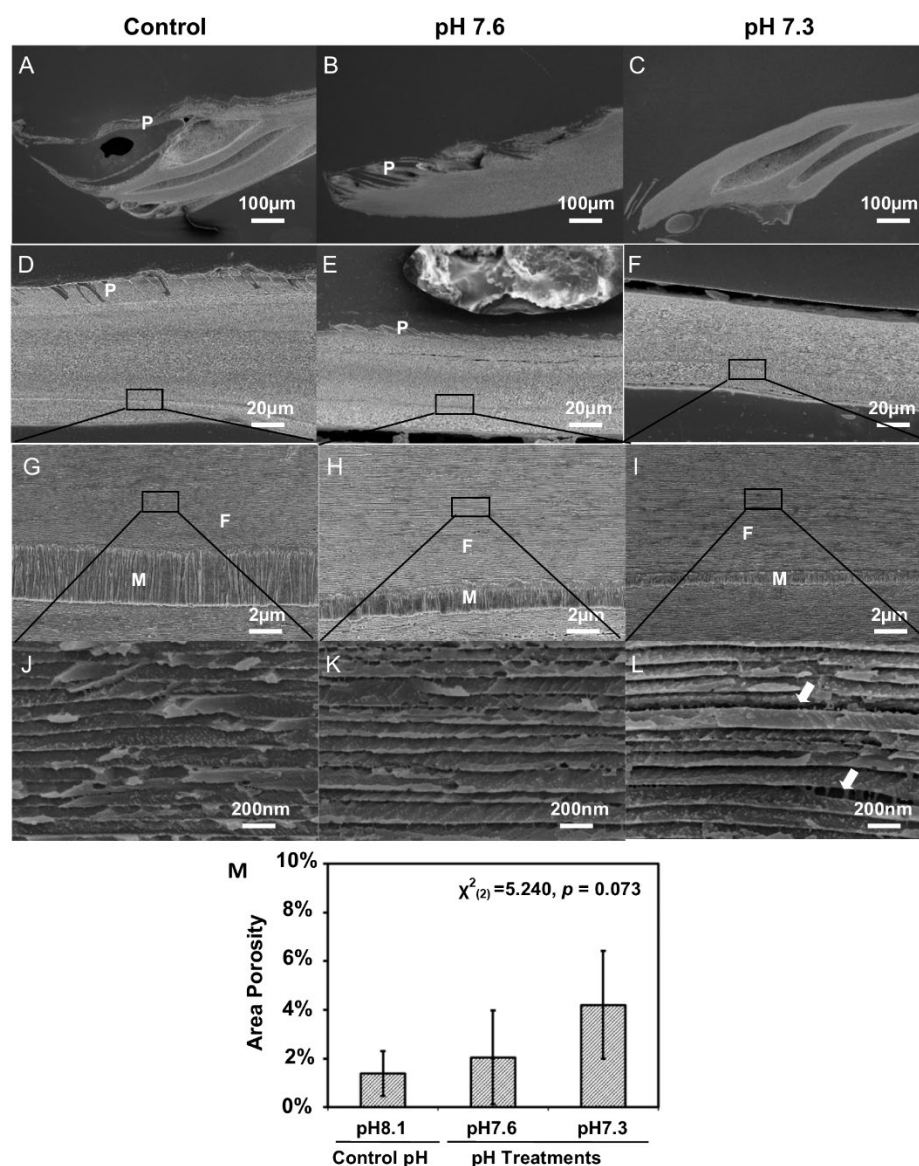 Control pH 7.6 pH 7.3
A B C
P P
100μm 100μm 100μm
D E F
P P
20μm 20μm 20μm
G H I
F F F
M M M
2μm 2μm 2μm
J K L
200nm 200nm 200nm
M
10%
χ²(2) =5.240, p = 0.073
8%
6%
4%
2%
0%
Area Porosity
pH8.1 pH7.6 pH7.3
Control pH pH Treatments